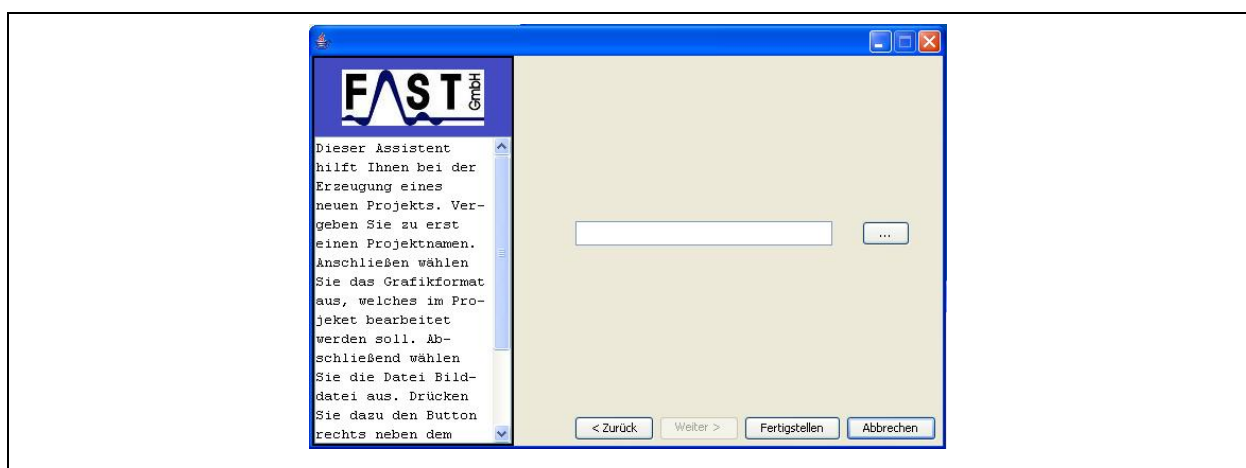 FAST GmbH
Dieser Assistent
hilft Ihnen bei der
Erzeugung eines
neuen Projekts. Ver-
geben Sie zu erst
einen Projektnamen.
Anschließen wählen
Sie das Grafikformat
aus, welches im Pro-
jeket bearbeitet
werden soll. Ab-
schließend wählen
Sie die Datei Bild-
datei aus. Drücken
Sie dazu den Button
rechts neben dem
...
< Zurück
Weiter >
Fertigstellen
Abbrechen